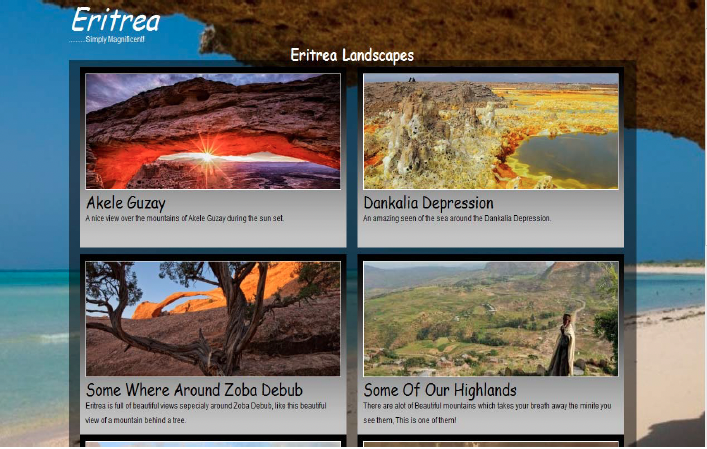 Eritrea
..........Simply Magnificent!
Eritrea Landscapes
Akele Guzay
A nice view over the mountains of Akele Guzay during the sun set.
Dankalia Depression
An amazing seen of the sea around the Dankalia Depression.
Some Where Around Zoba Debub
Eritrea is full of beautiful views sepecialy around Zoba Debub, like this beautiful
view of a mountain behind a tree.
Some Of Our Highlands
There are alot of Beautiful mountains which takes your breath away the minite you
see them, This is one of them!